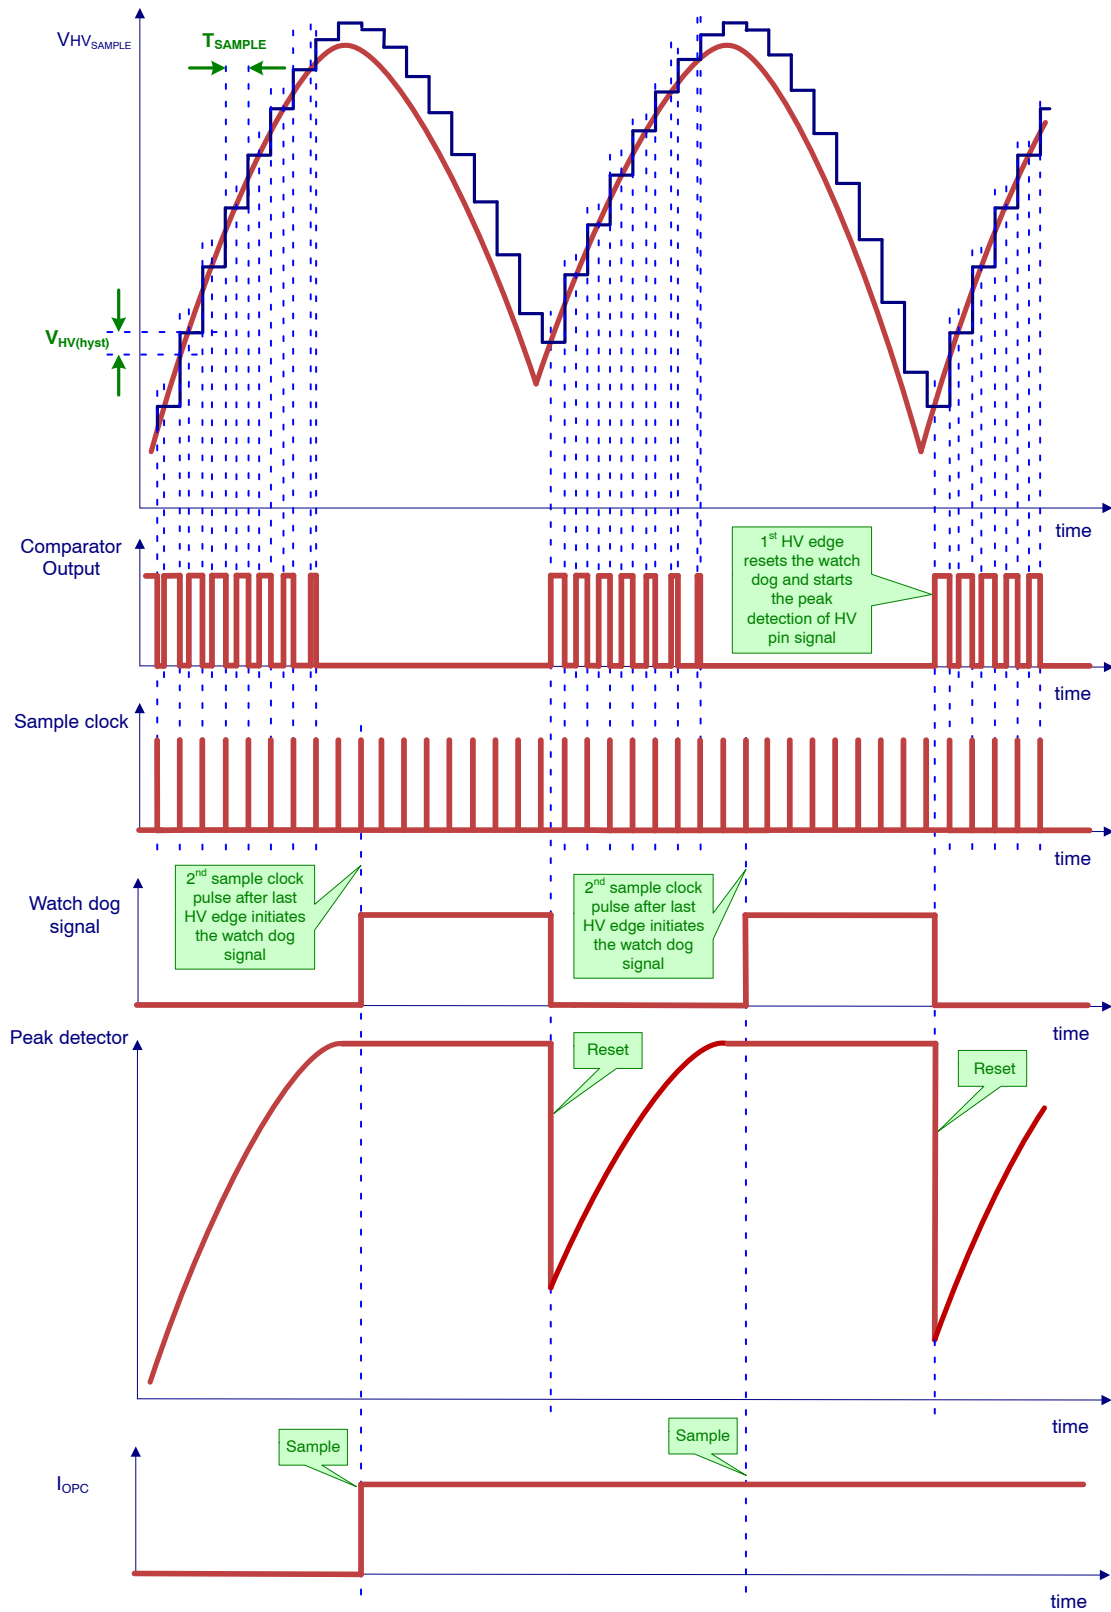 VHVSAMPLE
TSAMPLE
VHV(hyst)
time
Comparator
Output
1st HV edge
resets the watch
dog and starts
the peak
detection of HV
pin signal
time
Sample clock
time
2nd sample clock
pulse after last
HV edge initiates
the watch dog
signal
2nd sample clock
pulse after last
HV edge initiates
the watch dog
signal
Watch dog
signal
time
Peak detector
Reset
Reset
time
Sample
Sample
IOPC
time